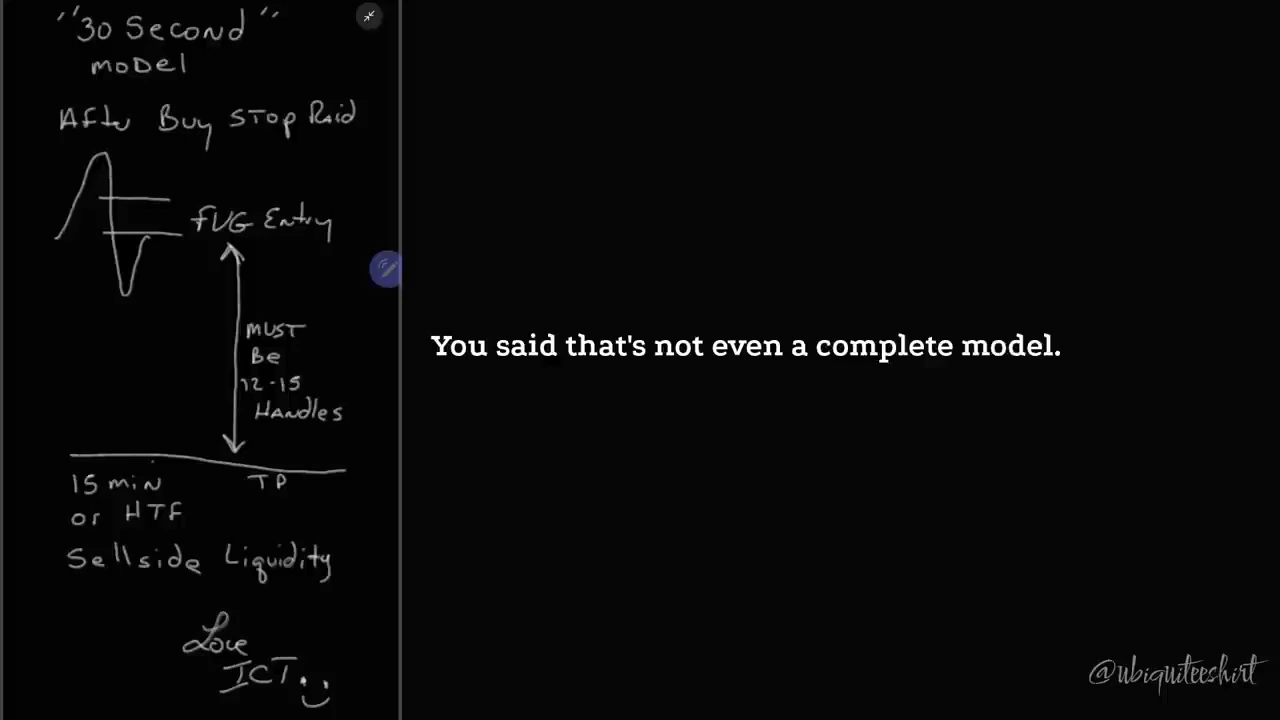 "30 Second"
model
After Buy Stop Raid
FVG Entry
MUST
Be
12-15
HANDles
15 min
TP
or HTF
Sellside Liquidity
Love
ICT
You said that's not even a complete model.
@ubiquiteeshirt